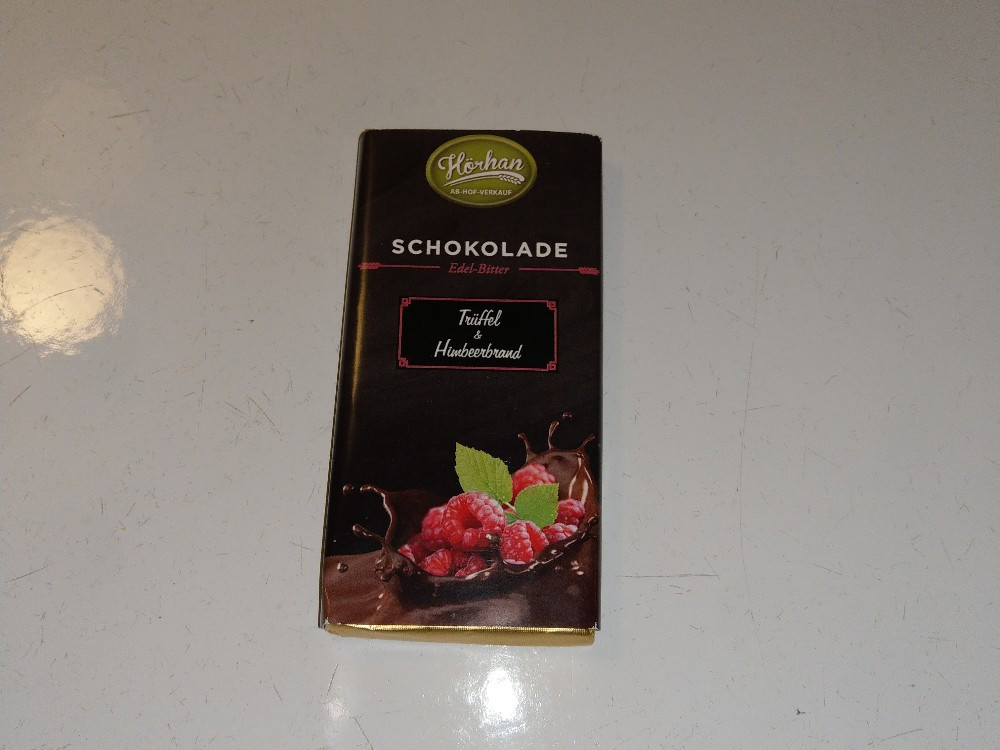 Hörhan
AB-HOF-VERKAUF
SCHOKOLADE
Edel-Bitter
Trüffel
&
Himbeerbrand